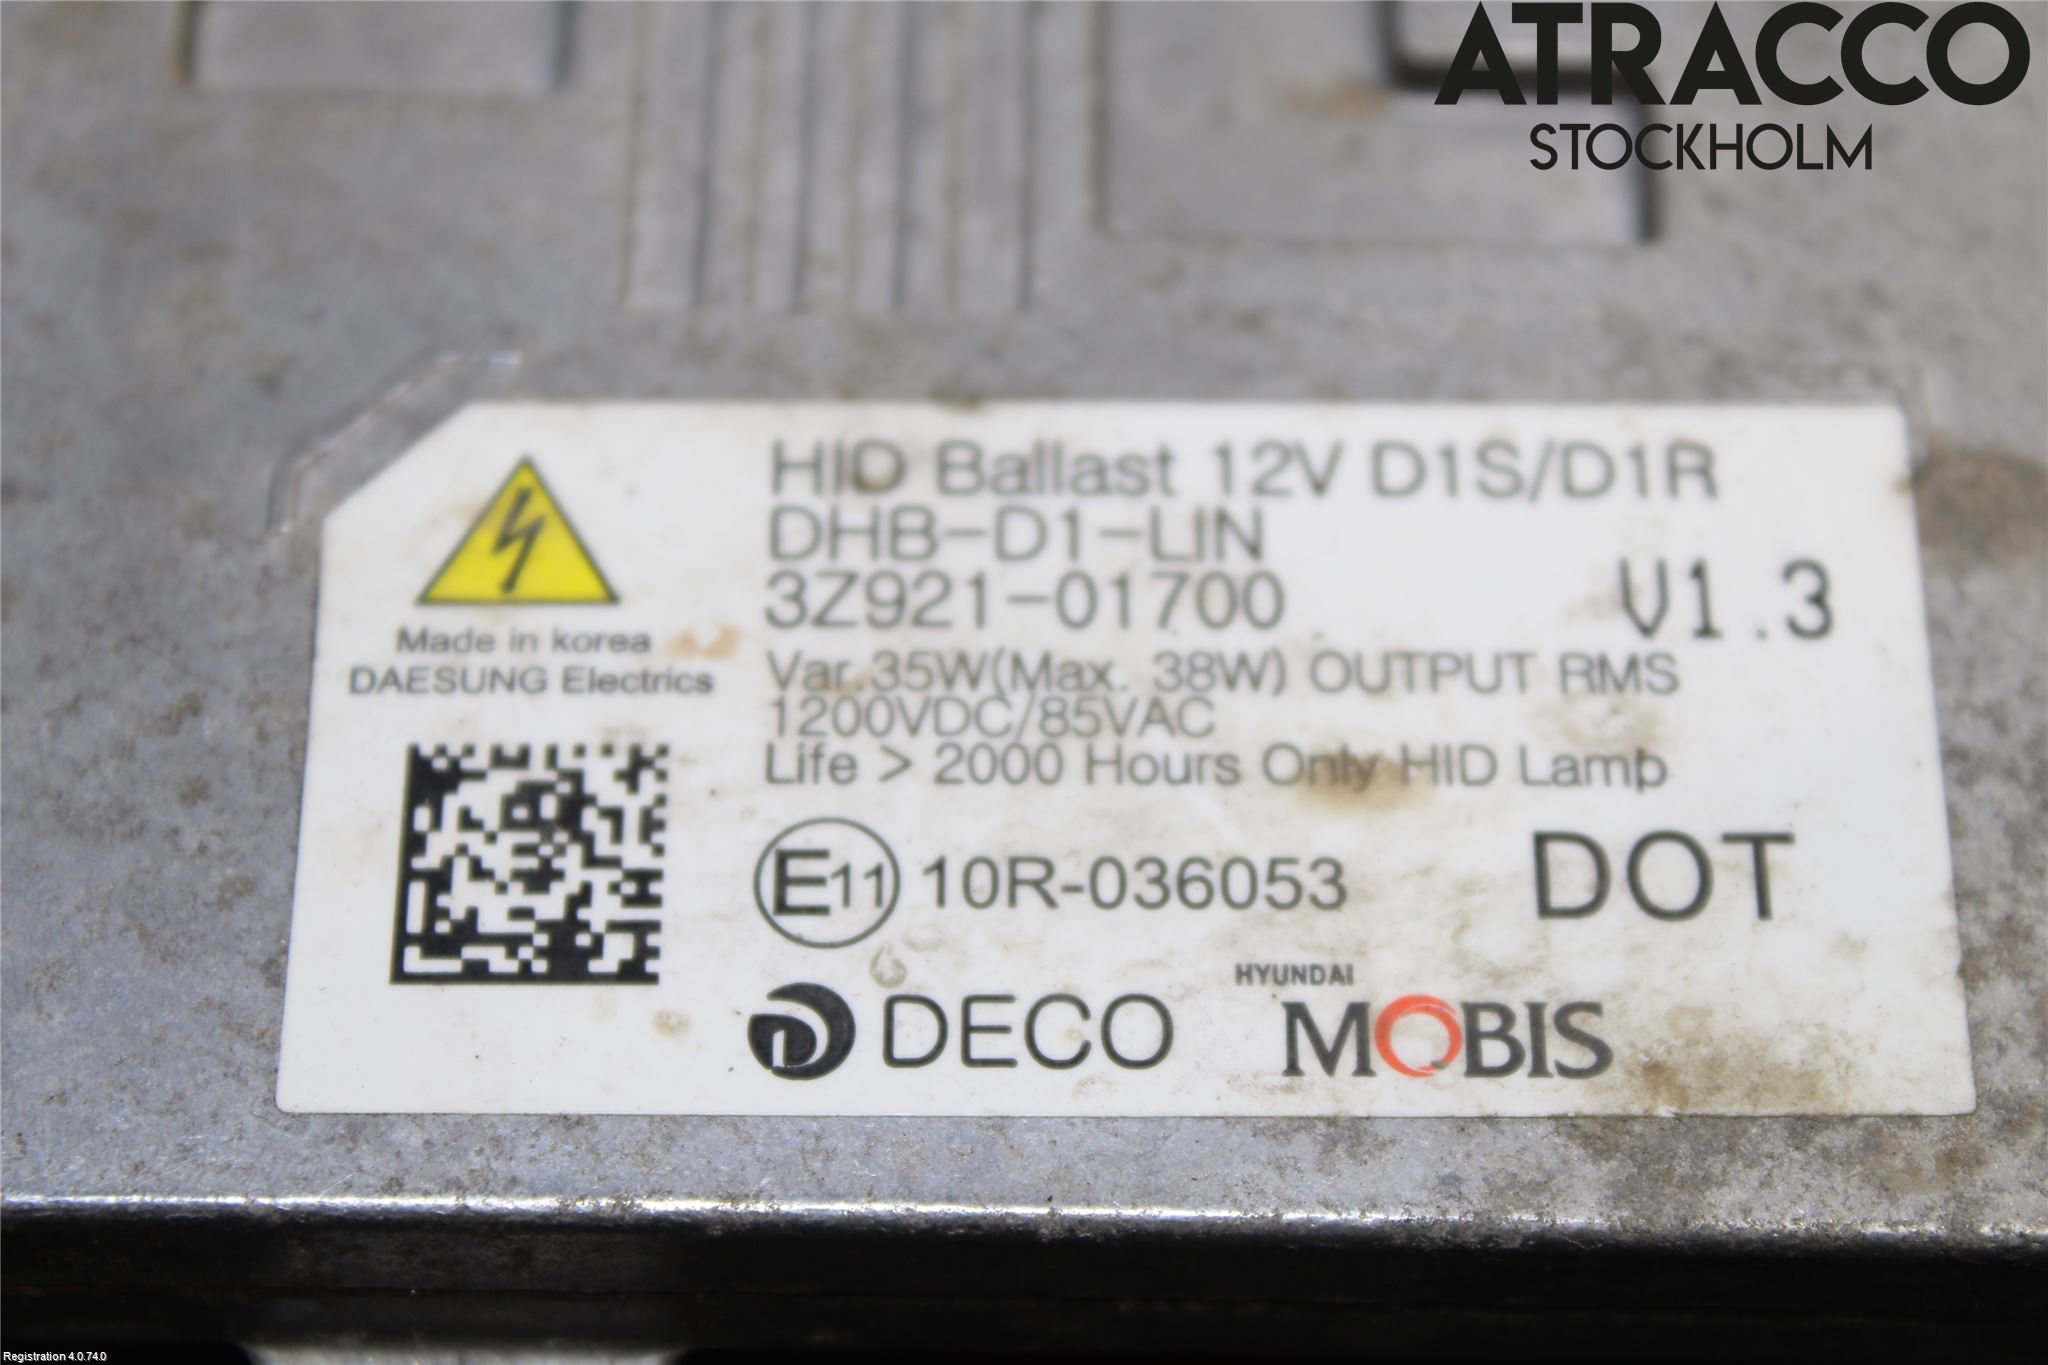 ATRACCO
STOCKHOLM
HID Ballast 12V D1S/D1R
DHB-D1-LIN
3Z921-01700
V1.3
Made in korea
DAESUNG Electrics
Var.35W(Max. 38W) OUTPUT RMS
1200VDC/85VAC
Life > 2000 Hours Only HID Lamp
E11 10R-036053
DOT
DECO
HYUNDAI
MOBIS
Registration 4.0.74.0